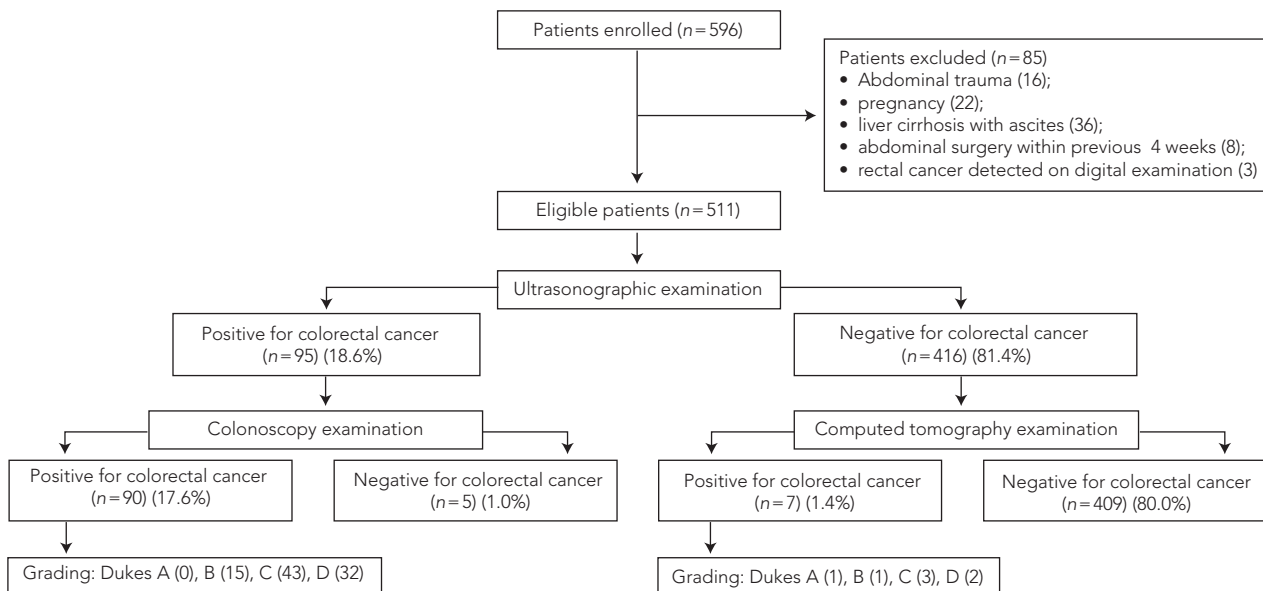 Patients enrolled (n=596)
Patients excluded (n=85)
• Abdominal trauma (16);
• pregnancy (22);
• liver cirrhosis with ascites (36);
• abdominal surgery within previous 4 weeks (8);
• rectal cancer detected on digital examination (3)
Eligible patients (n=511)
Ultrasonographic examination
Positive for colorectal cancer
(n=95) (18.6%)
Negative for colorectal cancer
(n=416) (81.4%)
Colonoscopy examination
Computed tomography examination
Positive for colorectal cancer
(n=90) (17.6%)
Negative for colorectal cancer
(n=5) (1.0%)
Positive for colorectal cancer
(n=7) (1.4%)
Negative for colorectal cancer
(n=409) (80.0%)
Grading: Dukes A (0), B (15), C (43), D (32)
Grading: Dukes A (1), B (1), C (3), D (2)